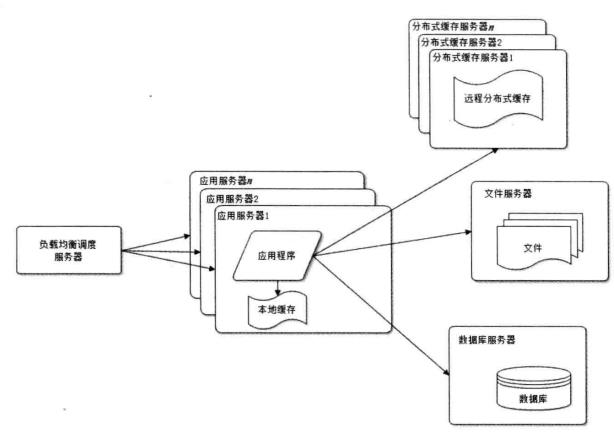 分布式缓存服务器n
分布式缓存服务器2
分布式缓存服务器1
远程分布式缓存
应用服务器n
应用服务器2
应用服务器1
应用程序
本地缓存
负载均衡调度
服务器
文件服务器
文件
数据库服务器
数据库